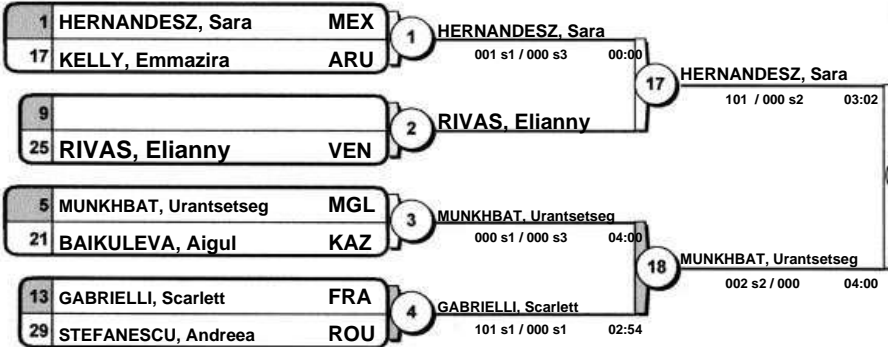 1 HERNANDESZ, Sara MEX
17 KELLY, Emmazira ARU
1
HERNANDESZ, Sara
001 s1 / 000 s3 00:00
9
25 RIVAS, Elianny VEN
2
RIVAS, Elianny
17
HERNANDESZ, Sara
101 / 000 s2 03:02
5 MUNKHBAT, Urantsetseg MGL
21 BAIKULEVA, Aigul KAZ
3
MUNKHBAT, Urantsetseg
000 s1 / 000 s3 04:00
13 GABRIELLI, Scarlett FRA
29 STEFANESCU, Andreea ROU
4
GABRIELLI, Scarlett
101 s1 / 000 s1 02:54
18
MUNKHBAT, Urantsetseg
002 s2 / 000 04:00